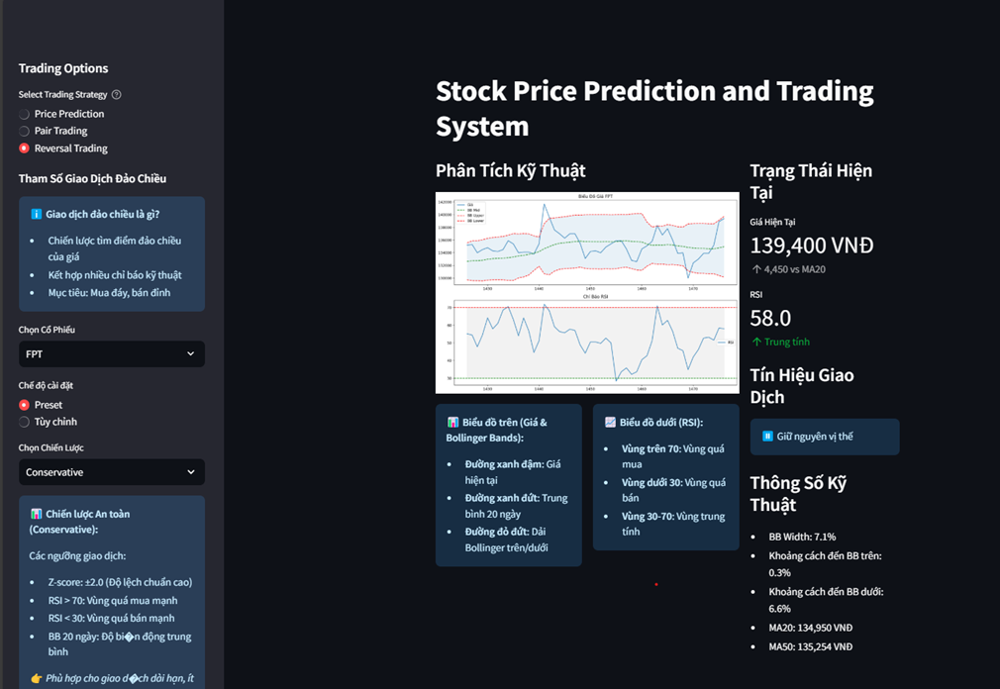 Trading Options
Select Trading Strategy
Price Prediction
Pair Trading
Reversal Trading
Tham Số Giao Dịch Đảo Chiều
Giao dịch đảo chiều là gì?
Chiến lược tìm điểm đảo chiều
của giá
Kết hợp nhiều chỉ báo kỹ thuật
Mục tiêu: Mua đáy, bán đỉnh
Chọn Cổ Phiếu
FPT
Chế độ cài đặt
Preset
Tùy chỉnh
Chọn Chiến Lược
Conservative
Chiến lược An toàn
(Conservative):
Các ngưỡng giao dịch:
Z-score: ±2.0 (Độ lệch chuẩn cao)
RSI > 70: Vùng quá mua mạnh
RSI < 30: Vùng quá bán mạnh
BB 20 ngày: Độ bi�n động trung
bình
Phù hợp cho giao d�ch dài hạn, ít
Stock Price Prediction and Trading
System
Phân Tích Kỹ Thuật
Biểu Đồ Giá FPT
Giá
BB Mid
BB Upper
BB Lower
1430 1440 1450 1460 1470
Chỉ Báo RSI
RSI
1430 1440 1450 1460 1470
Biểu đồ trên (Giá &
Bollinger Bands):
Đường xanh đậm: Giá
hiện tại
Đường xanh đứt: Trung
bình 20 ngày
Đường đỏ đứt: Dải
Bollinger trên/dưới
Biểu đồ dưới (RSI):
Vùng trên 70: Vùng quá
mua
Vùng dưới 30: Vùng quá
bán
Vùng 30-70: Vùng trung
tính
Trạng Thái Hiện
Tại
Giá Hiện Tại
139,400 VNĐ
↑ 4,450 vs MA20
RSI
58.0
↑ Trung tính
Tín Hiệu Giao
Dịch
Giữ nguyên vị thế
Thông Số Kỹ
Thuật
BB Width: 7.1%
Khoảng cách đến BB trên:
0.3%
Khoảng cách đến BB dưới:
6.6%
MA20: 134,950 VNĐ
MA50: 135,254 VNĐ